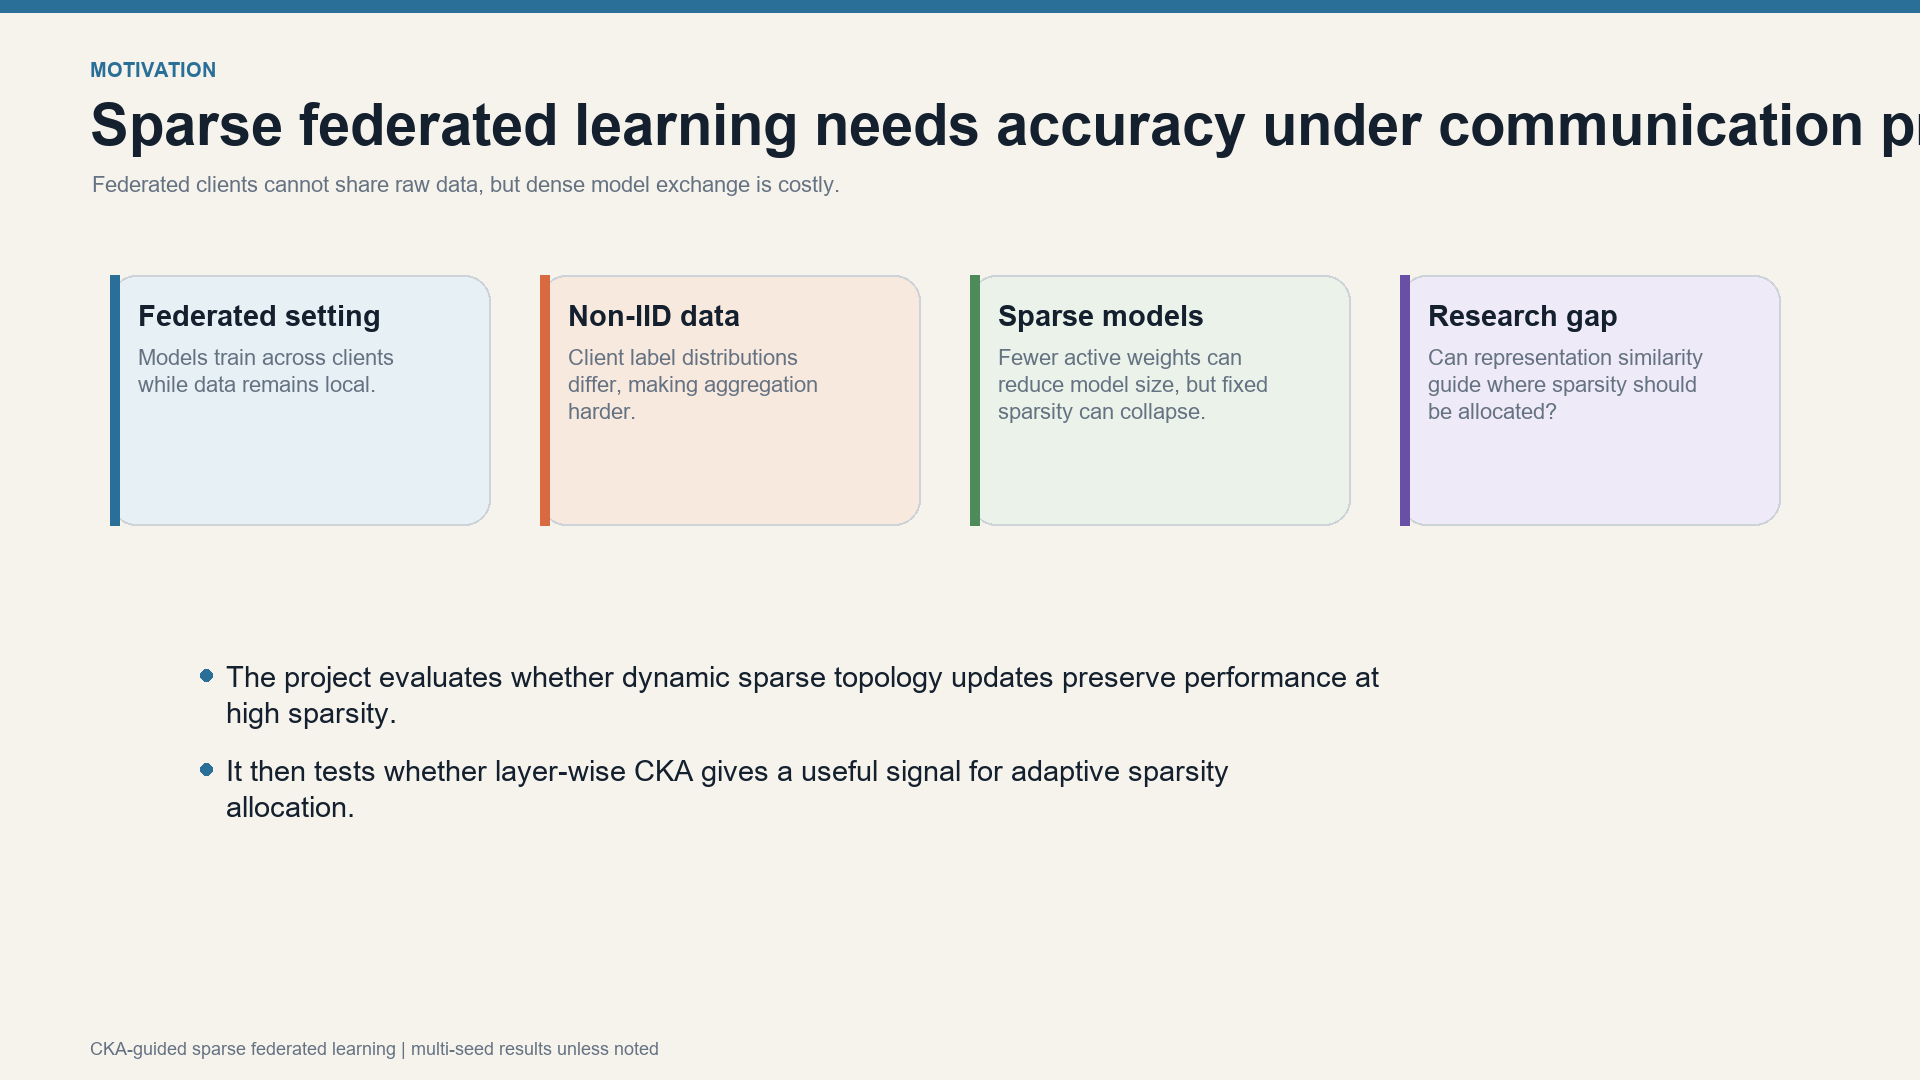 MOTIVATION
Sparse federated learning needs accuracy under communication
Federated clients cannot share raw data, but dense model exchange is costly.
Federated setting
Models train across clients
while data remains local.
Non-IID data
Client label distributions
differ, making aggregation
harder.
Sparse models
Fewer active weights can
reduce model size, but fixed
sparsity can collapse.
Research gap
Can representation similarity
guide where sparsity should
be allocated?
The project evaluates whether dynamic sparse topology updates preserve performance at
high sparsity.
It then tests whether layer-wise CKA gives a useful signal for adaptive sparsity
allocation.
CKA-guided sparse federated learning | multi-seed results unless noted